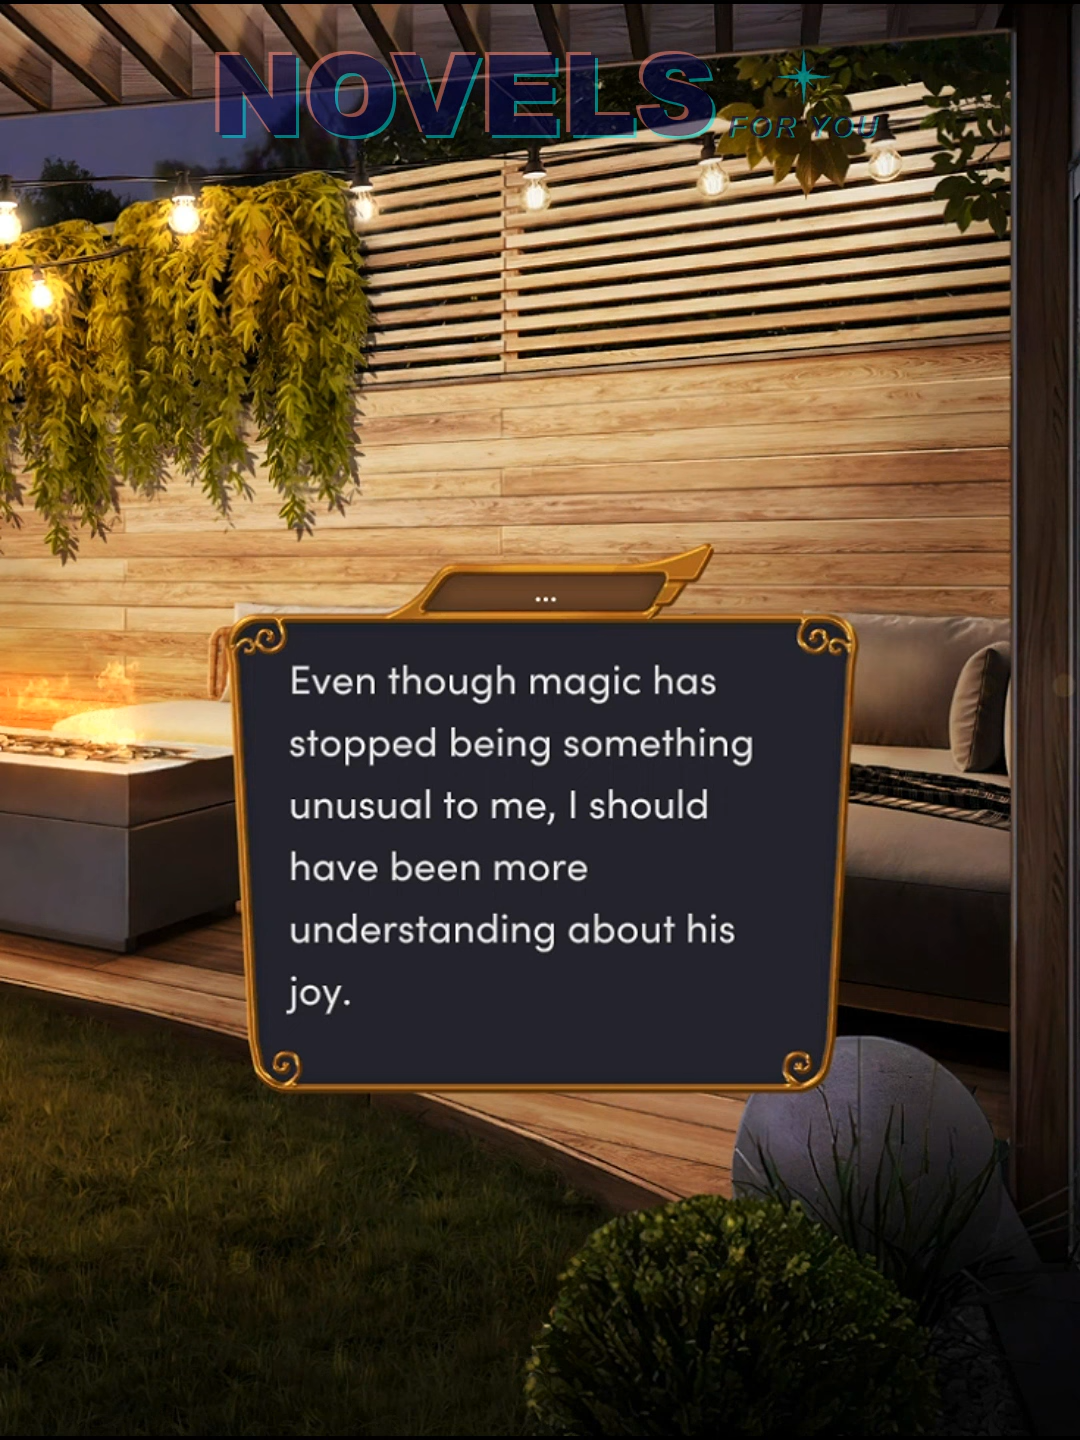 NOVELS
FOR YOU
...
Even though magic has
stopped being something
unusual to me, I should
have been more
understanding about his
joy.